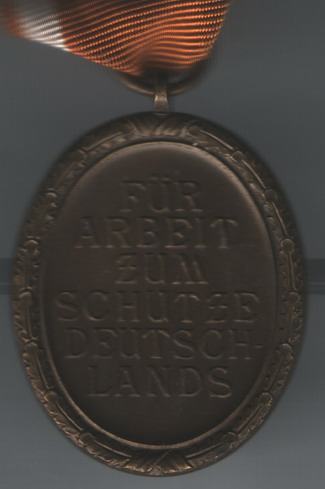 FÜR
ARBEIT
ZUM
SCHUTZE
DEUTSCH-
LANDS